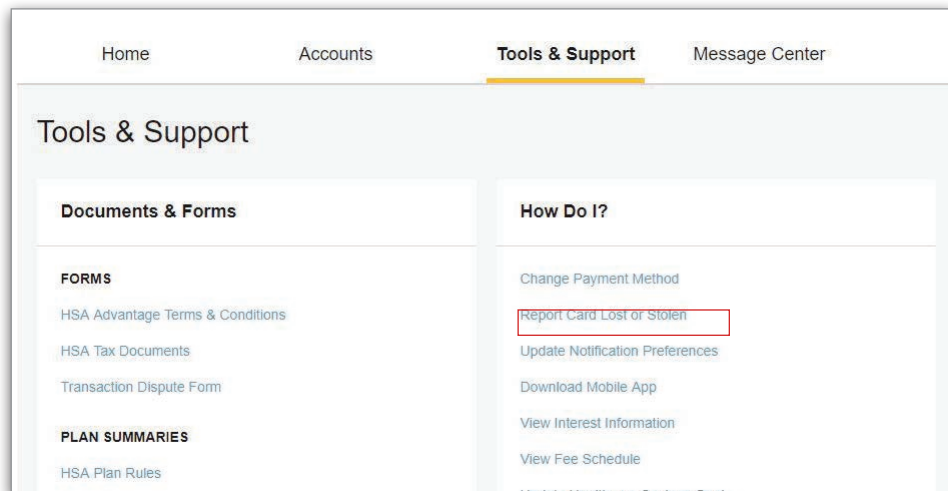 Home Accounts Tools & Support Message Center
Tools & Support
Documents & Forms
FORMS
HSA Advantage Terms & Conditions
HSA Tax Documents
Transaction Dispute Form
PLAN SUMMARIES
HSA Plan Rules
How Do I?
Change Payment Method
Report Card Lost or Stolen
Update Notification Preferences
Download Mobile App
View Interest Information
View Fee Schedule